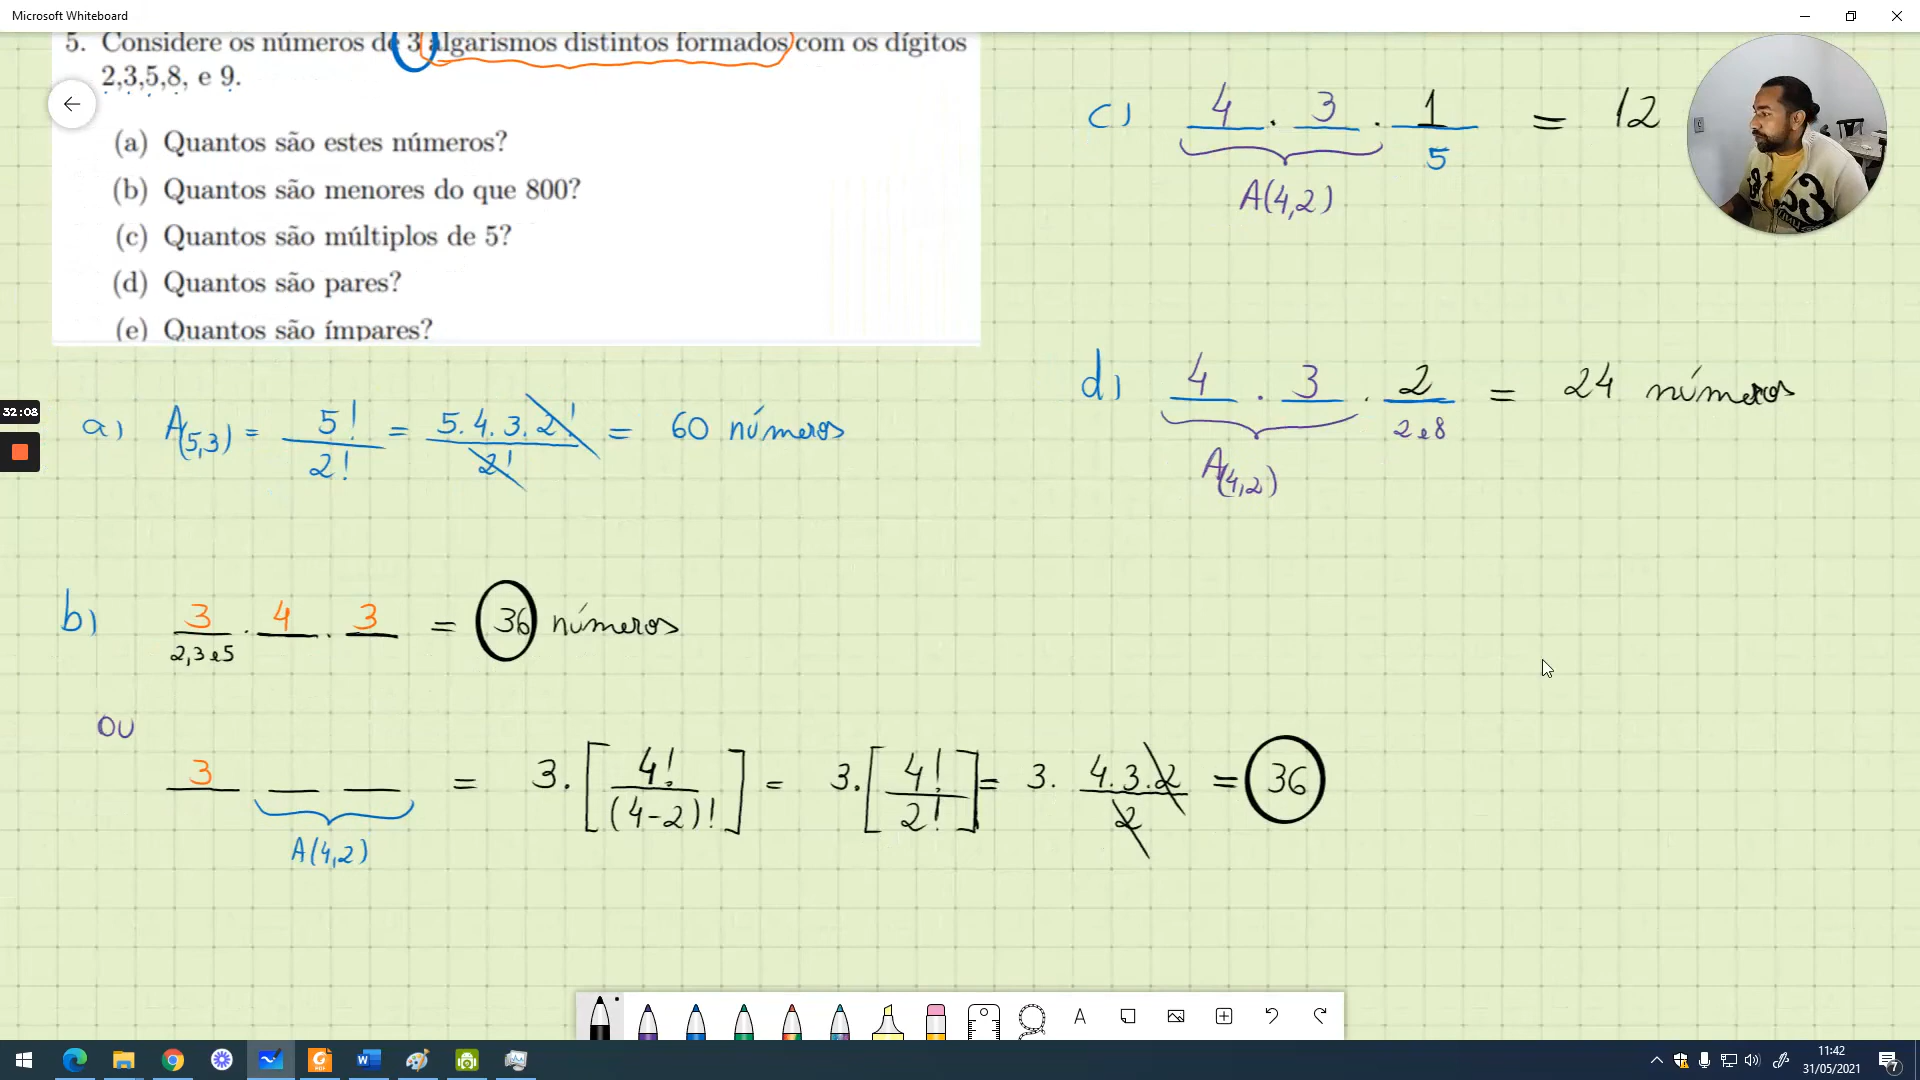 Microsoft Whiteboard
5. Considere os números de 3 algarismos distintos formados com os dígitos
2,3,5,8, e 9.
(a) Quantos são estes números?
(b) Quantos são menores do que 800?
(c) Quantos são múltiplos de 5?
(d) Quantos são pares?
(e) Quantos são ímpares?
32:08
a) A(5,3) = 5!/2! = 5.4.3.2!/2! = 60 números
b) 3 . 4 . 3 = 36 números
2,3 e 5
ou
3 __ __ = 3.[4!/(4-2)!] = 3.[4!/2!] = 3. 4.3.2/2 = 36
A(4,2)
c) 4 . 3 . 1 = 12
5
A(4,2)
d) 4 . 3 . 2 = 24 números
2 e 8
A(4,2)
A
11:42
31/05/2021
7